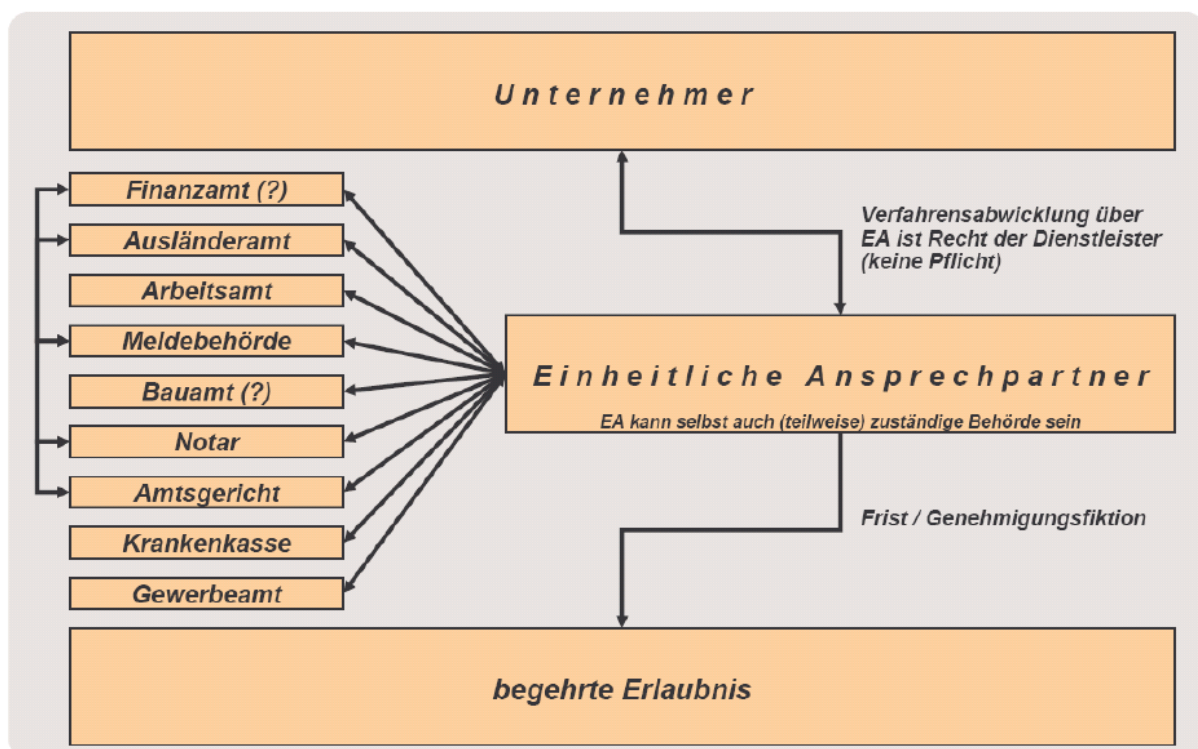 Unternehmer
Finanzamt (?)
Ausländeramt
Arbeitsamt
Meldebehörde
Bauamt (?)
Notar
Amtsgericht
Krankenkasse
Gewerbeamt
Verfahrensabwicklung über
EA ist Recht der Dienstleister
(keine Pflicht)
Einheitliche Ansprechpartner
EA kann selbst auch (teilweise) zuständige Behörde sein
Frist / Genehmigungsfiktion
begehrte Erlaubnis